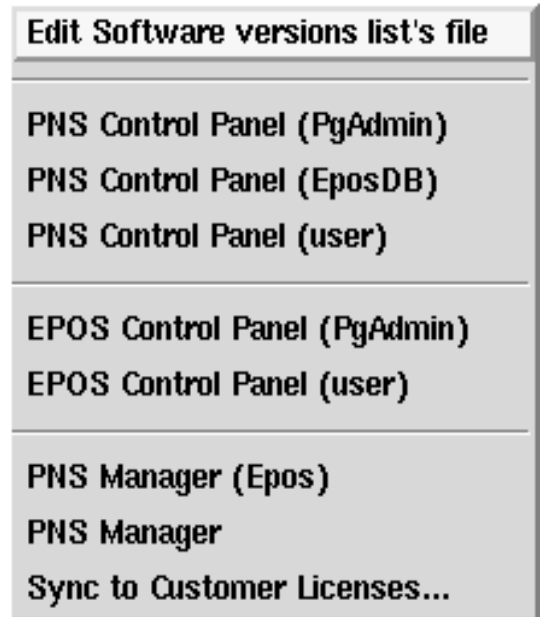 Edit Software versions list's file
PNS Control Panel (PgAdmin)
PNS Control Panel (EposDB)
PNS Control Panel (user)
EPOS Control Panel (PgAdmin)
EPOS Control Panel (user)
PNS Manager (Epos)
PNS Manager
Sync to Customer Licenses...